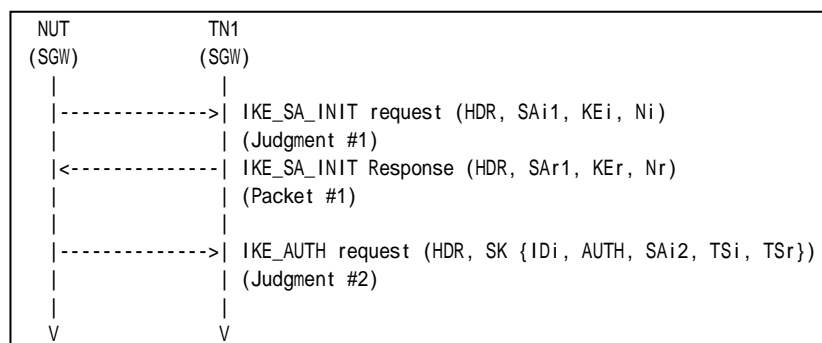 NUT TN1
(SGW) (SGW)
| |
|-------------->| IKE_SA_INIT request (HDR, SAi1, KEi, Ni)
| | (Judgment #1)
|<--------------| IKE_SA_INIT Response (HDR, SAr1, KEr, Nr)
| | (Packet #1)
| |
|-------------->| IKE_AUTH request (HDR, SK {IDi, AUTH, SAi2, TSi, TSr})
| | (Judgment #2)
| |
V V